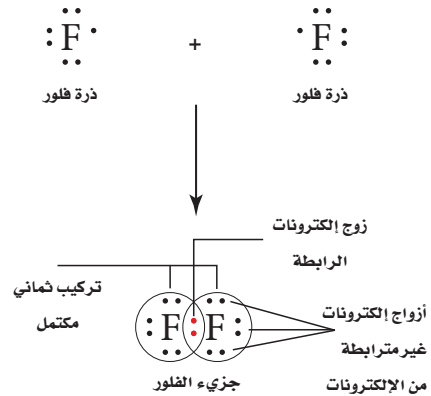 F + F
ذرة فلور
ذرة فلور
زوج إلكترونات
الرابطة
تركيب ثماني
مكتمل
F F
أزواج إلكترونات
غير مترابطة
من الإلكترونات
جزيء الفلور